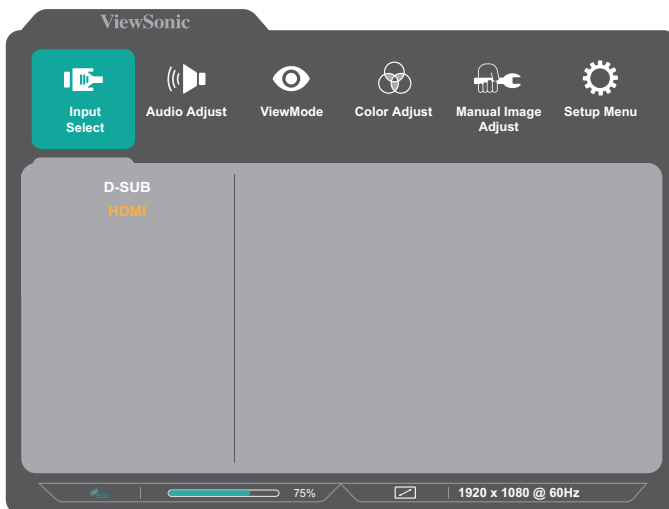 ViewSonic
Input
Select
Audio Adjust
ViewMode
Color Adjust
Manual Image
Adjust
Setup Menu
D-SUB
HDMI
eco
75%
1920 x 1080 @ 60Hz